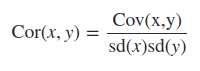 Cor(x, y) = Cov(x,y) / sd(x)sd(y)